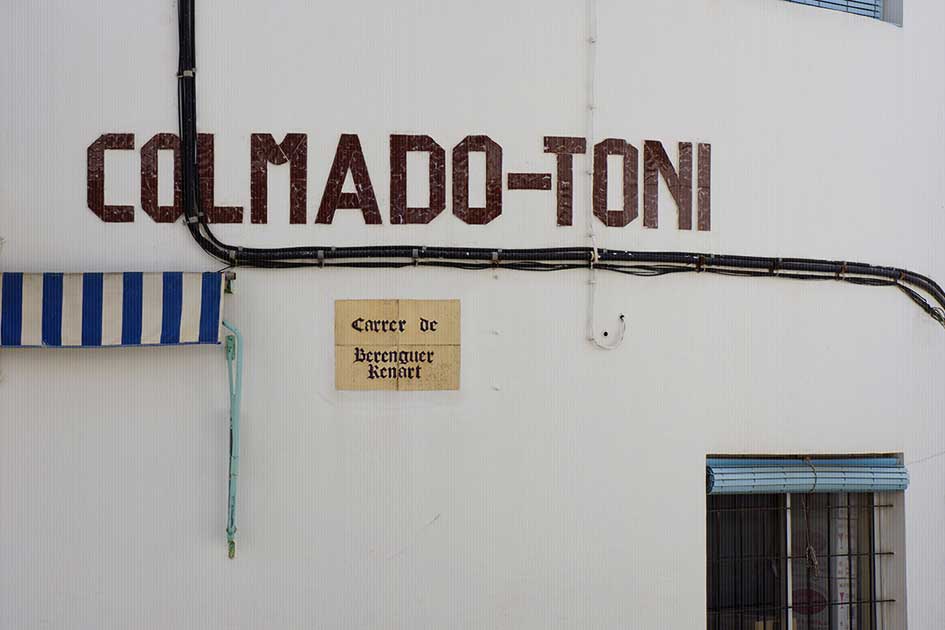 COLMADO-TONI
Carrer de
Berenguer
Renart